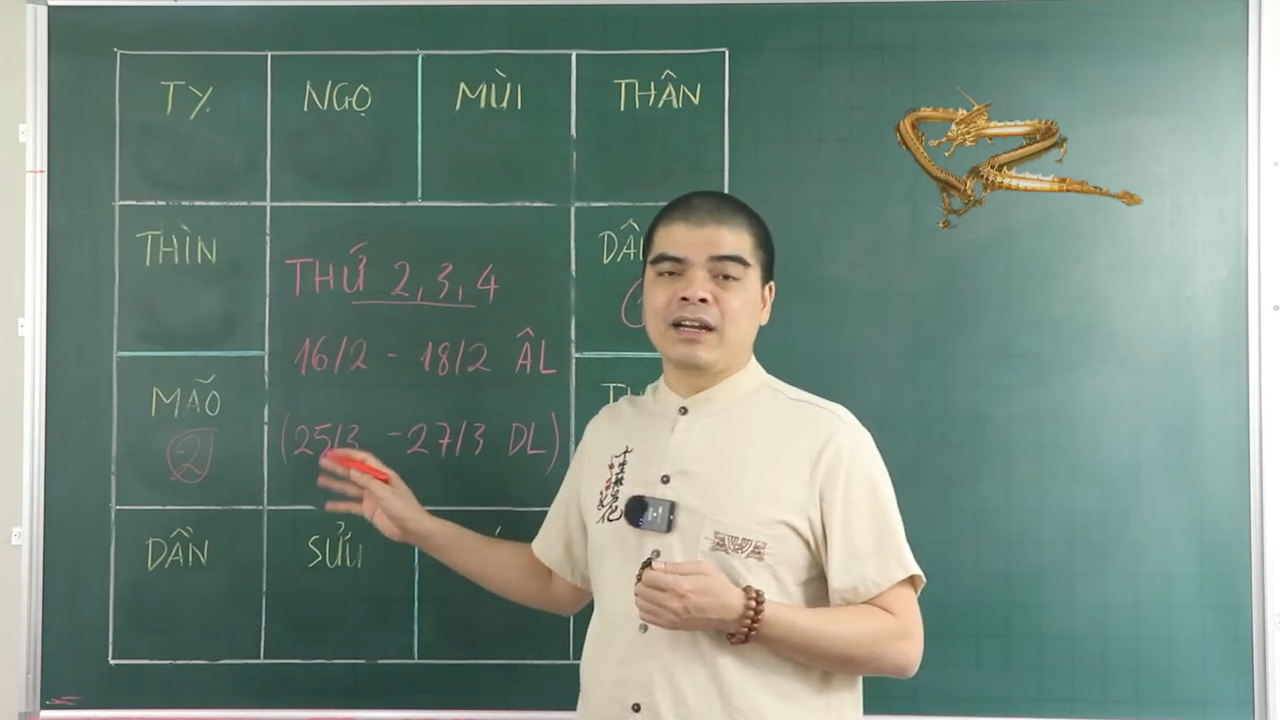 TỴ NGỌ MÙI THÂN
THÌN
THỨ 2, 3, 4
16/2 - 18/2 ÂL
MÃO
2
(25/3 - 27/3 DL)
DẦN SỬU